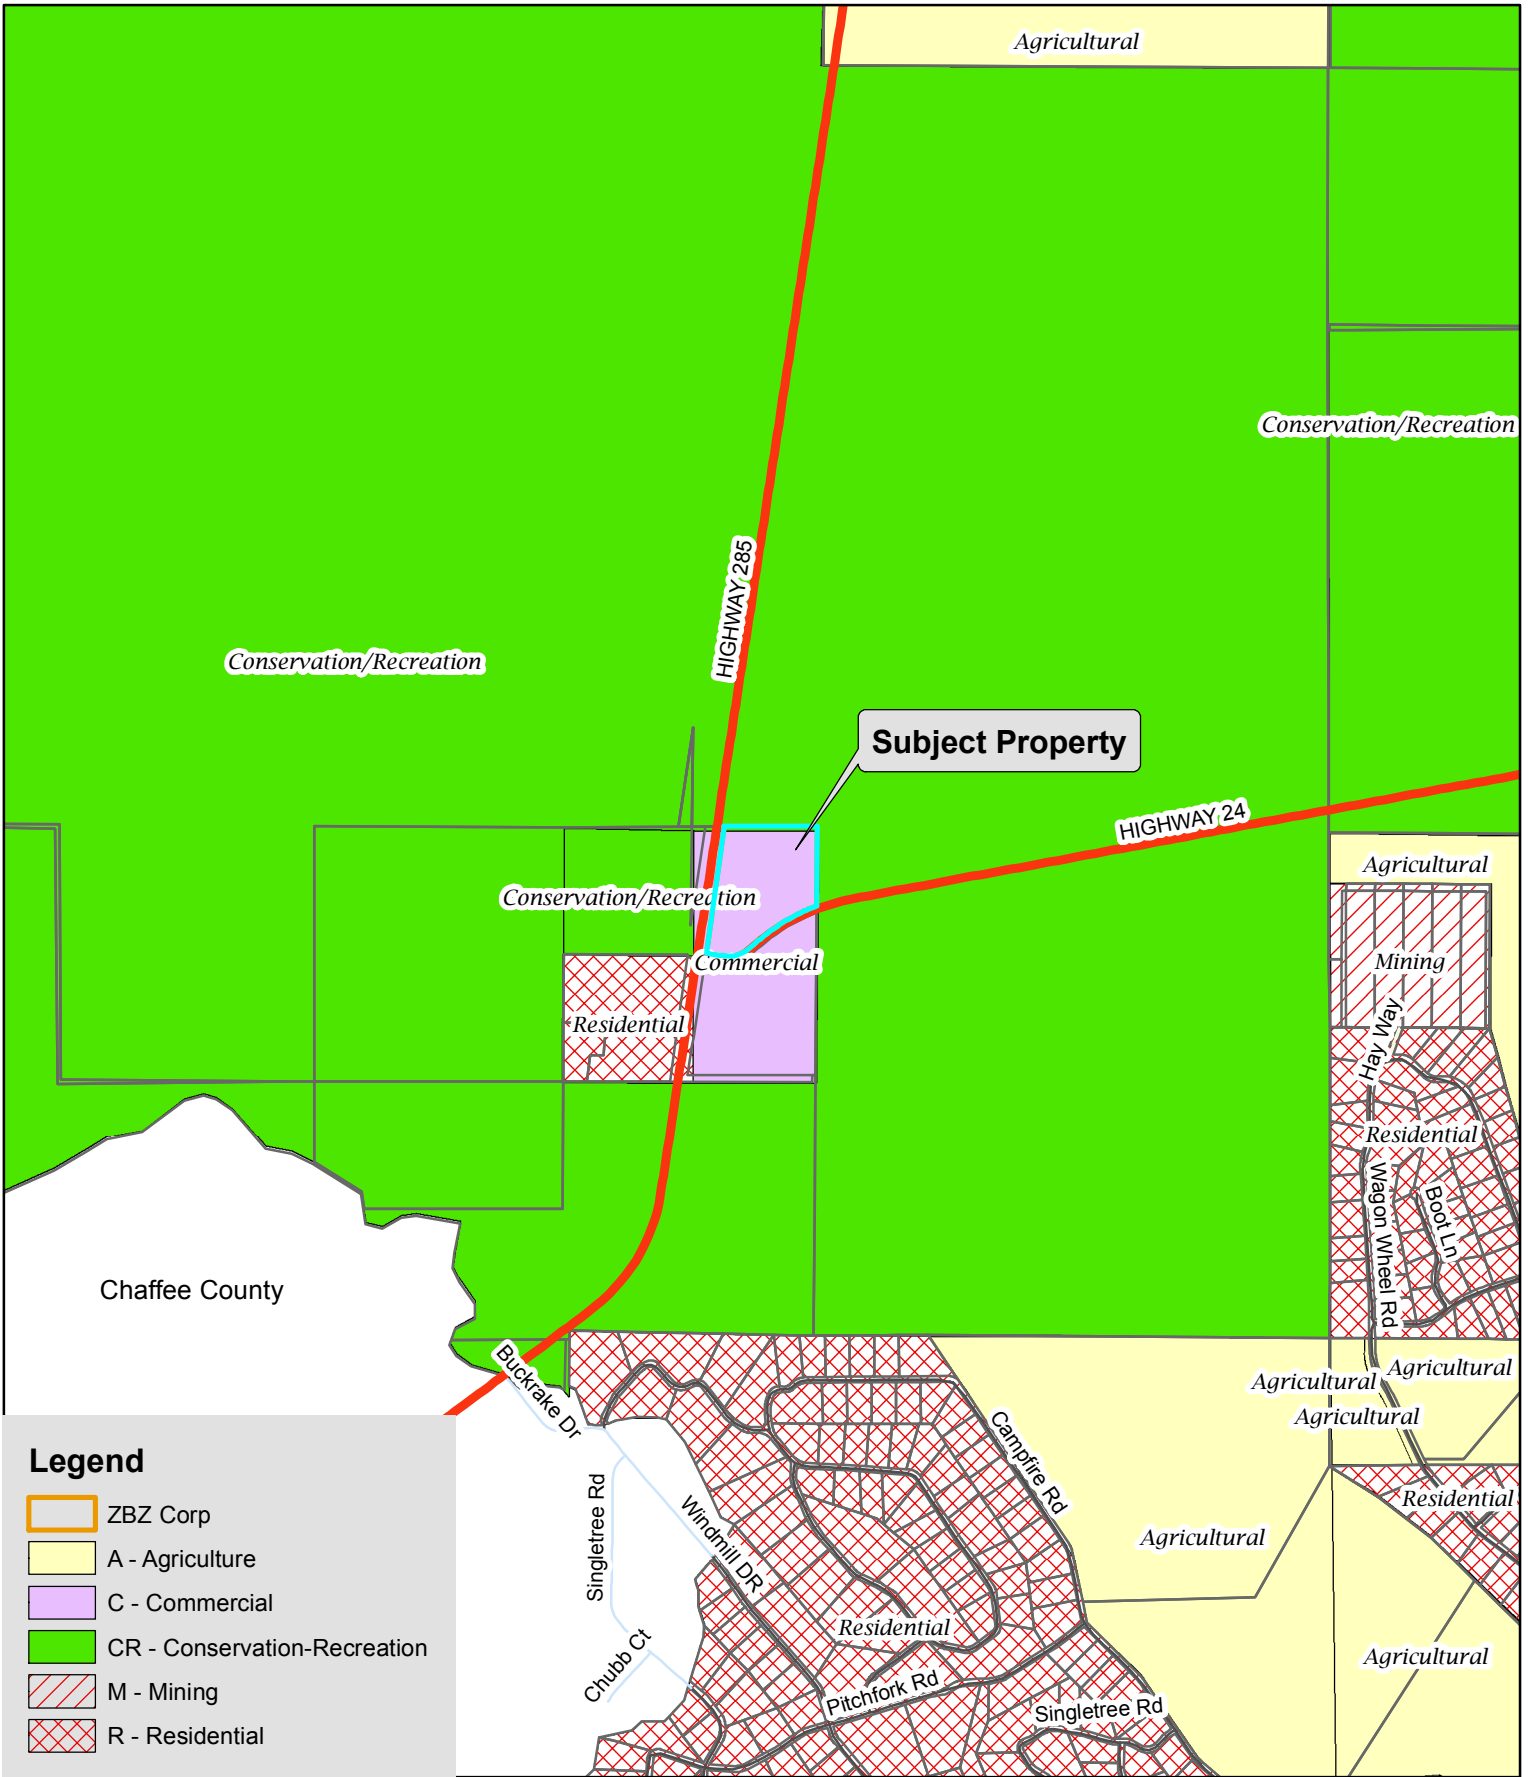 Agricultural
Conservation/Recreation
HIGHWAY 285
Conservation/Recreation
Subject Property
HIGHWAY 24
Agricultural
Conservation/Recreation
Commercial
Mining
Residential
Hay Way
Residential
Wagon Wheel Rd
Boot Ln
Chaffee County
Buckrake Dr
Agricultural
Agricultural
Agricultural
Campfire Rd
Singletree Rd
Windmill DR
Residential
Agricultural
Residential
Chubb Ct
Pitchfork Rd
Singletree Rd
Agricultural
Legend
ZBZ Corp
A - Agriculture
C - Commercial
CR - Conservation-Recreation
M - Mining
R - Residential